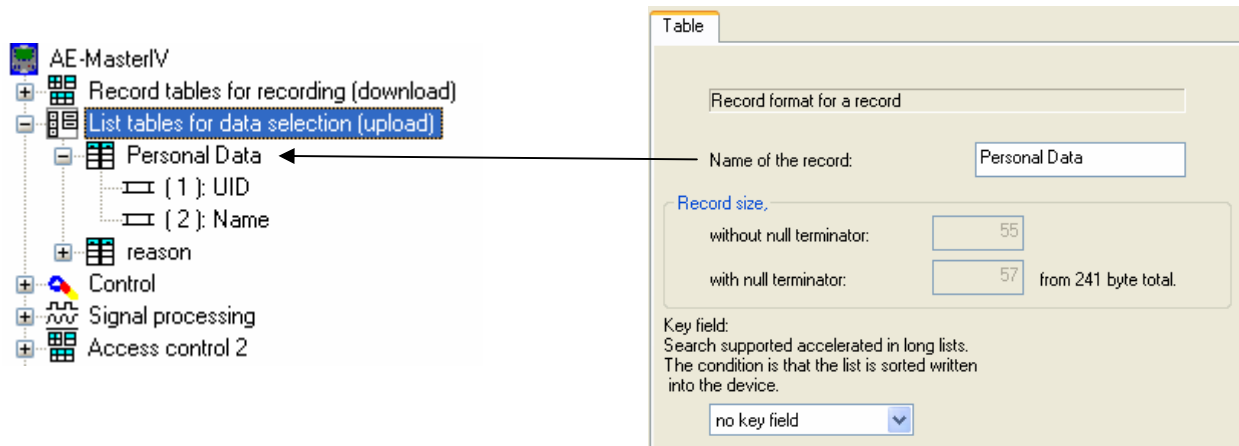 AE-MasterIV
Record tables for recording (download)
List tables for data selection (upload)
Personal Data
( 1 ): UID
( 2 ): Name
reason
Control
Signal processing
Access control 2
Table
Record format for a record
Name of the record: Personal Data
Record size,
without null terminator: 55
with null terminator: 57 from 241 byte total.
Key field:
Search supported accelerated in long lists.
The condition is that the list is sorted written
into the device.
no key field